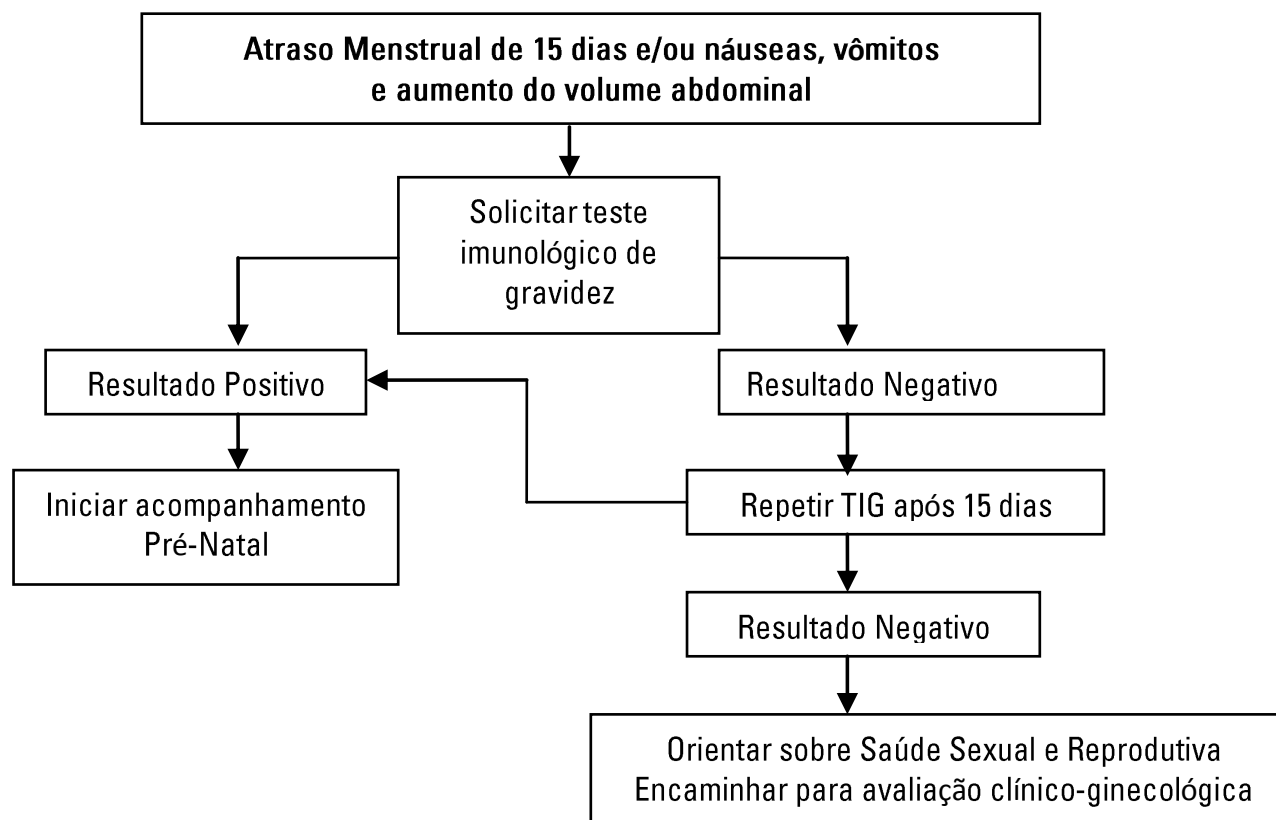 Atraso Menstrual de 15 dias e/ou náuseas, vômitos
e aumento do volume abdominal
Solicitar teste
imunológico de
gravidez
Resultado Positivo
Resultado Negativo
Iniciar acompanhamento
Pré-Natal
Repetir TIG após 15 dias
Resultado Negativo
Orientar sobre Saúde Sexual e Reprodutiva
Encaminhar para avaliação clínico-ginecológica